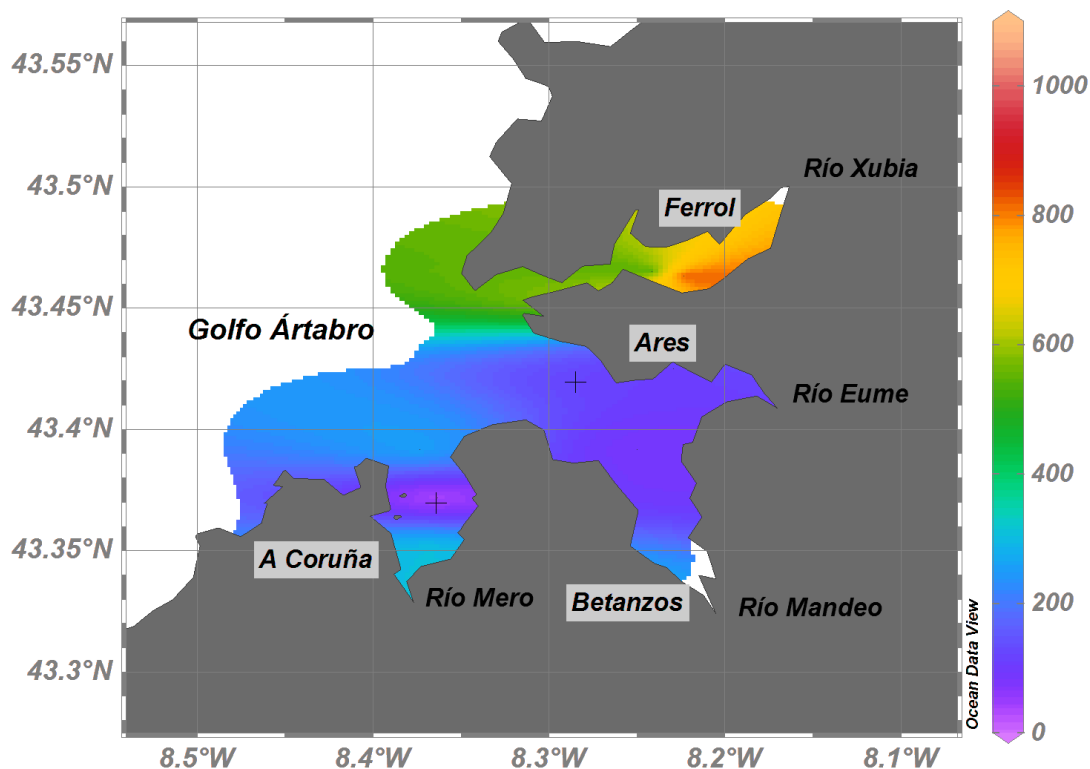 43.55°N
43.5°N
43.45°N
43.4°N
43.35°N
43.3°N
8.5°W
8.4°W
8.3°W
8.2°W
8.1°W
Río Xubia
Ferrol
Golfo Ártabro
Ares
Río Eume
A Coruña
Río Mero
Betanzos
Río Mandeo
Ocean Data View
1000
800
600
400
200
0